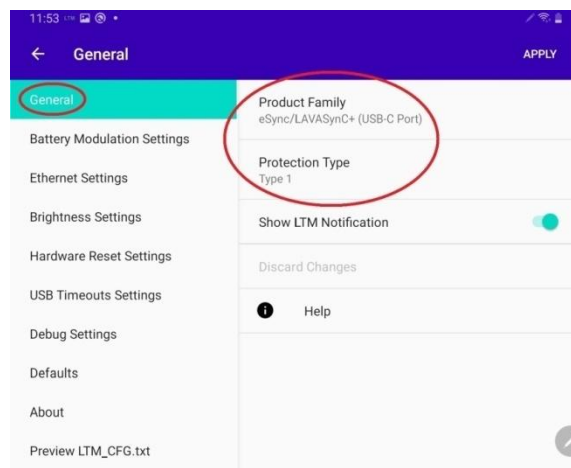 11:53 LTM
General
APPLY
General
Battery Modulation Settings
Ethernet Settings
Brightness Settings
Hardware Reset Settings
USB Timeouts Settings
Debug Settings
Defaults
About
Preview LTM_CFG.txt
Product Family
eSync/LAVASynC+ (USB-C Port)
Protection Type
Type 1
Show LTM Notification
Discard Changes
Help